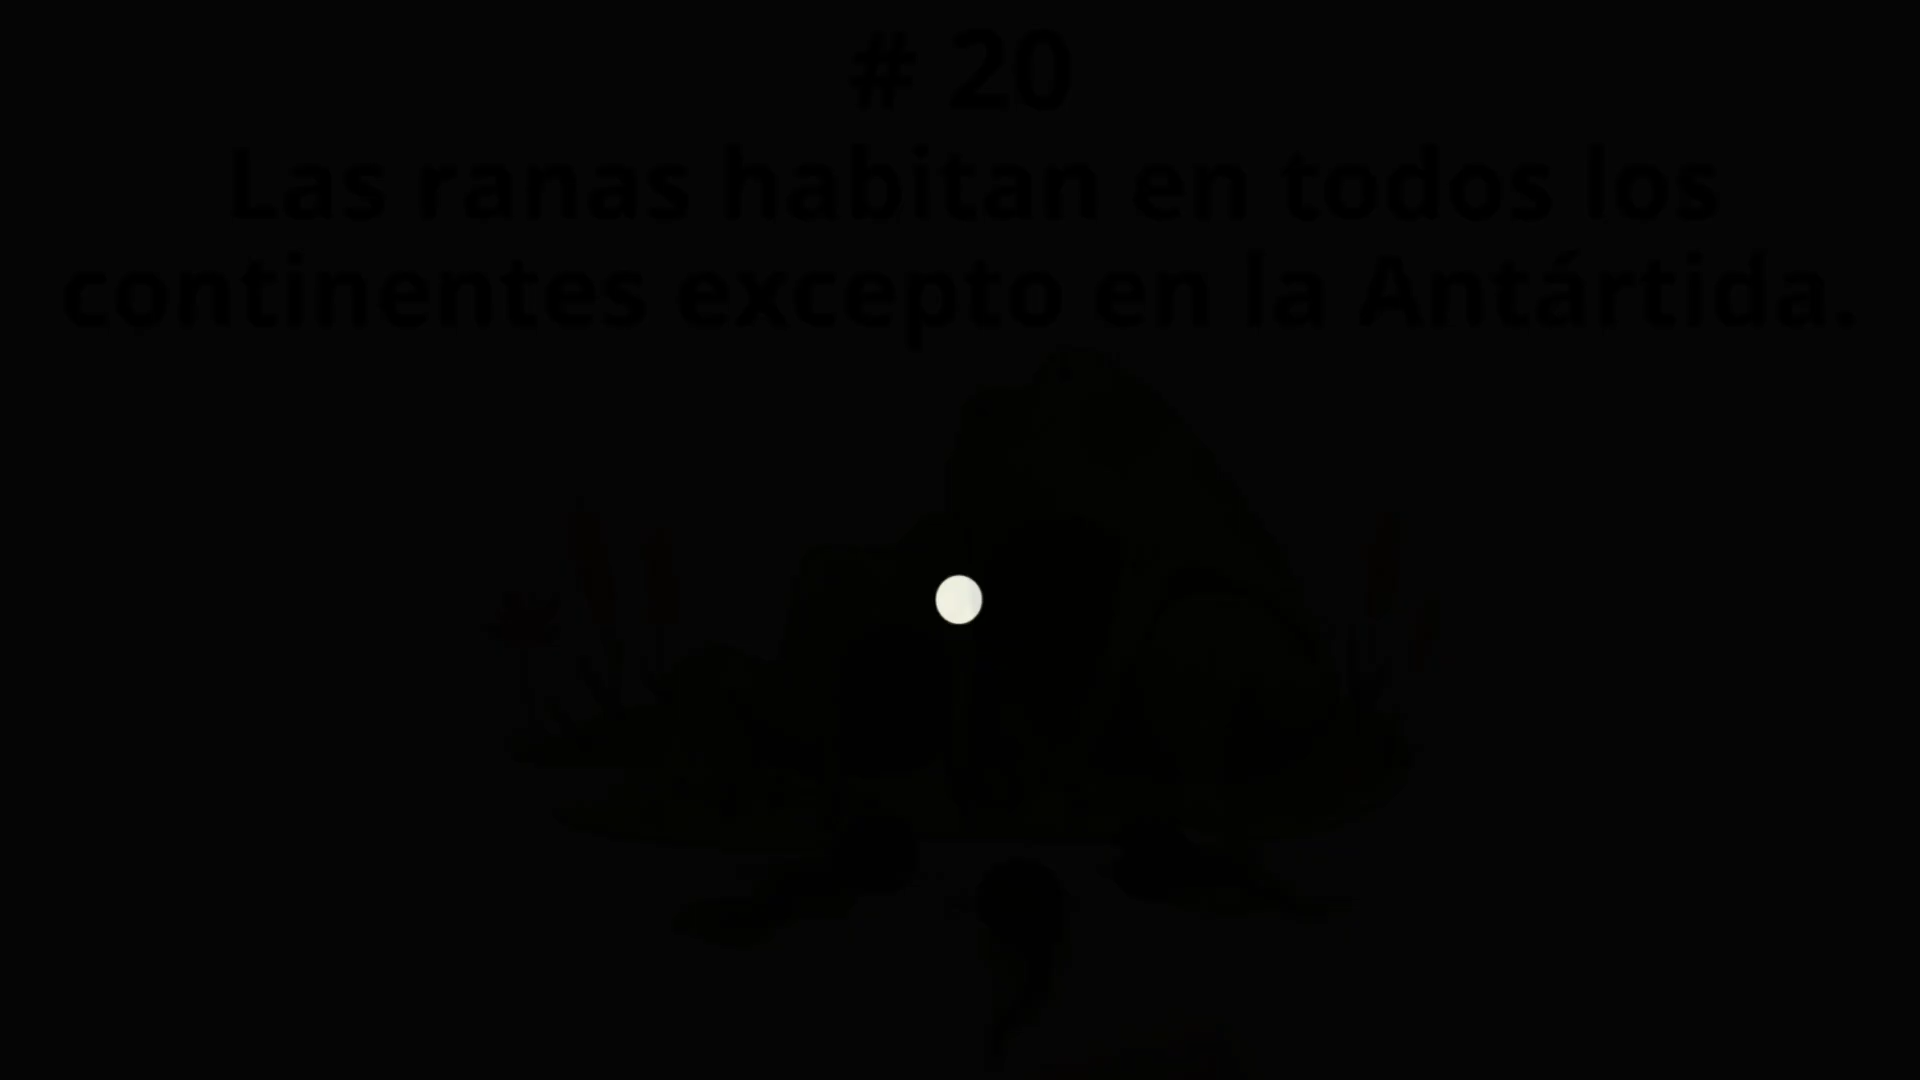 # 20
Las ranas habitan en todos los
continentes excepto en la Antártida.